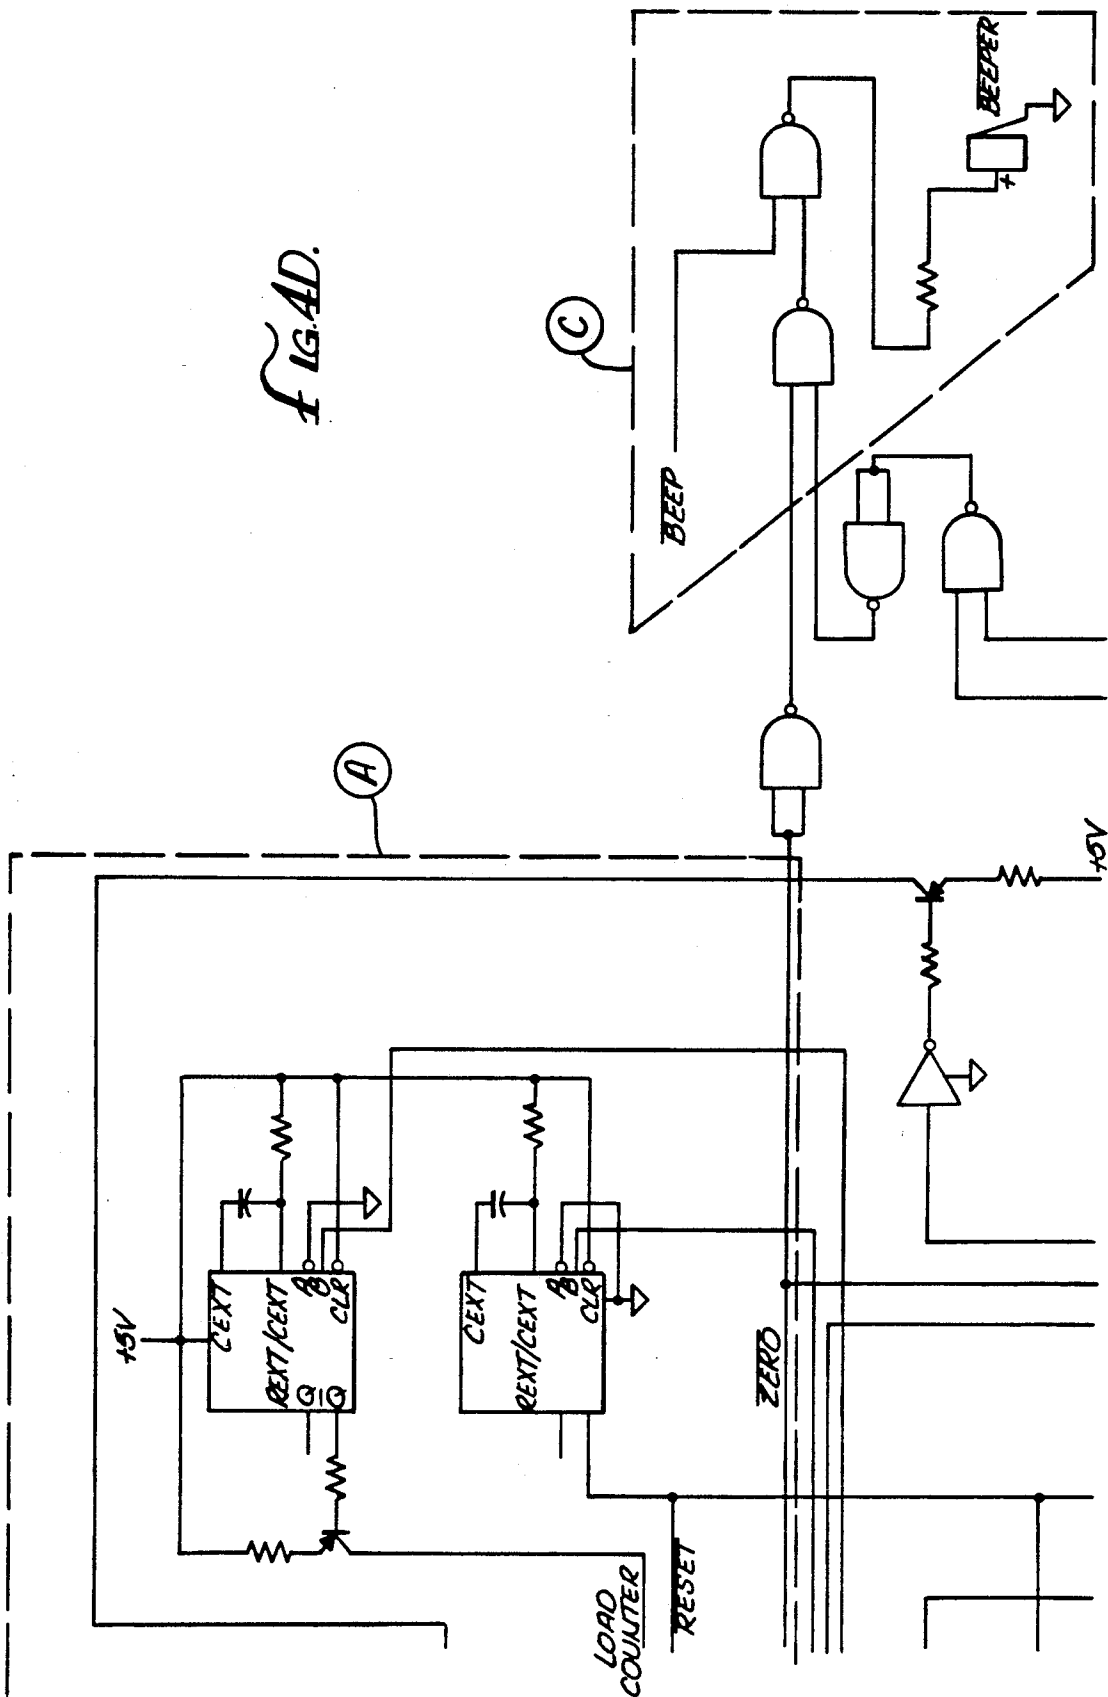 fig.4D.
A
+5V
CEXT
REXT/CEXT
A
B
CLR
Q
Q
CEXT
REXT/CEXT
A
B
CLR
LOAD
COUNTER
RESET
ZERO
+5V
C
BEEP
BEEPER
+